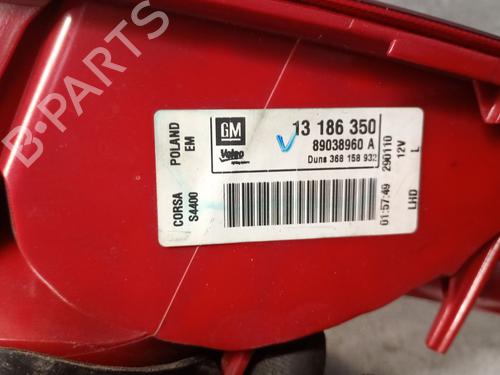 GM
13 186 350
Valeo
89038960 A
Duns 368 158 932
POLAND
EM
CORSA
S4400
290110
01:57:49
12V
L
LHD
B-PARTS